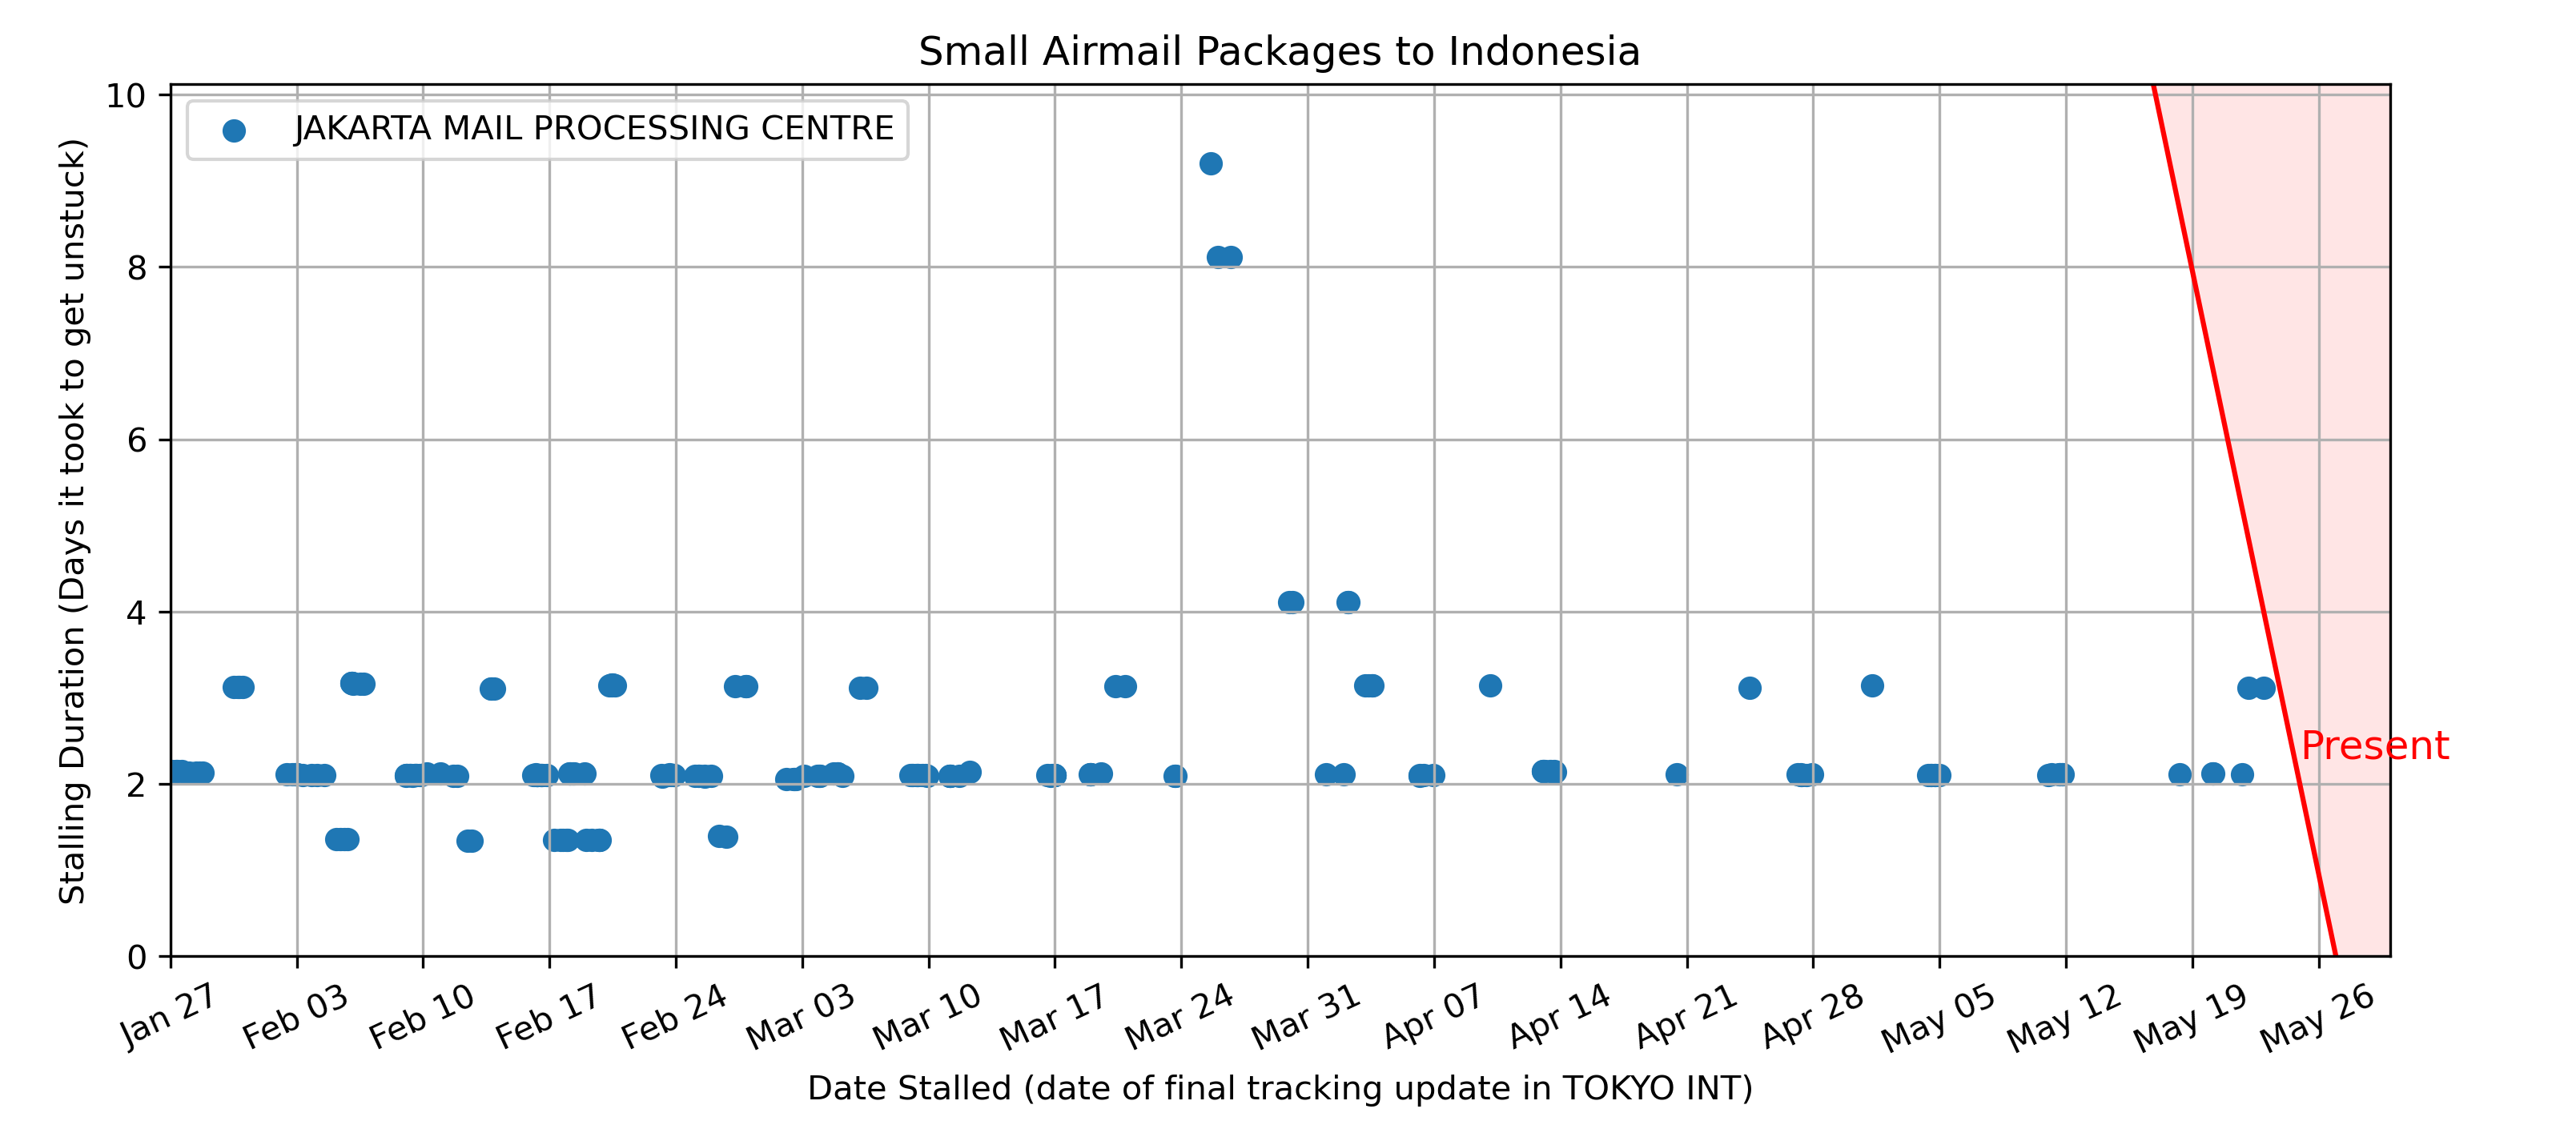 Small Airmail Packages to Indonesia
JAKARTA MAIL PROCESSING CENTRE
Stalling Duration (Days it took to get unstuck)
10
8
6
4
2
0
Present
Jan 27
Feb 03
Feb 10
Feb 17
Feb 24
Mar 03
Mar 10
Mar 17
Mar 24
Mar 31
Apr 07
Apr 14
Apr 21
Apr 28
May 05
May 12
May 19
May 26
Date Stalled (date of final tracking update in TOKYO INT)